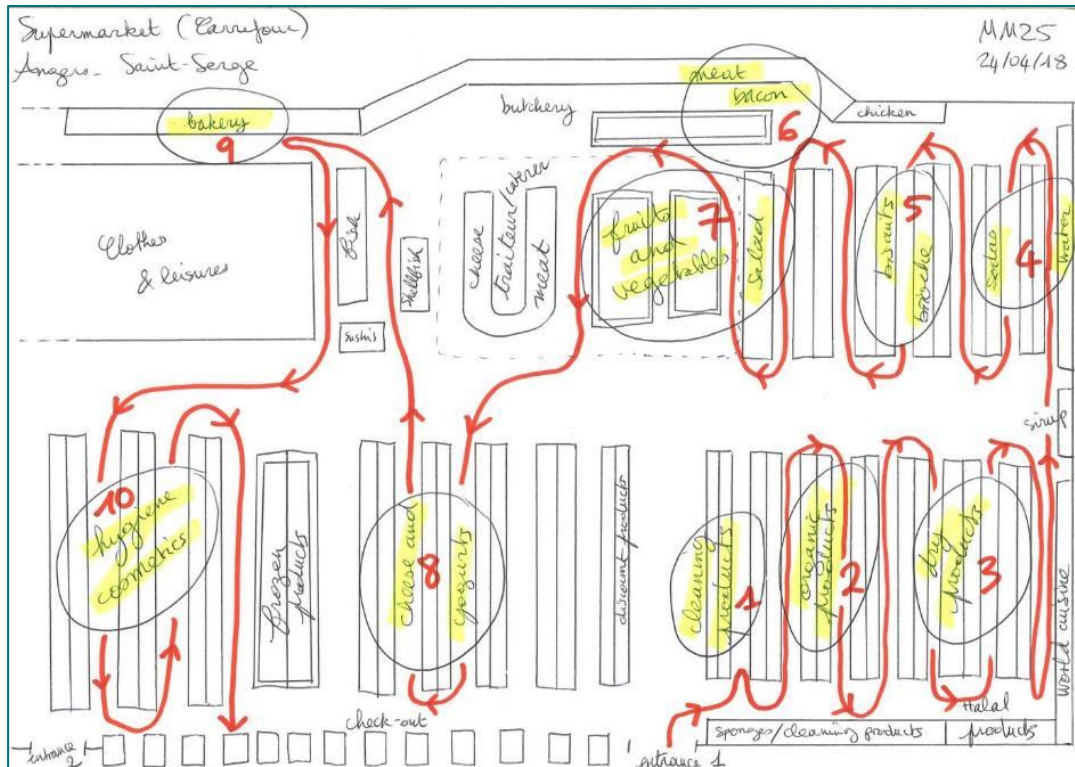 Supermarket (Carrefour)
Angers - Saint-Serge
MM25
24/04/18
bakery
9
butchery
meat
bacon
6
chicken
Clothes
& leisures
fish
shellfish
sushis
cheese
traiteur/caterer
meat
fruits
and
vegetables
7
salad
biscuits
brioche
5
sodas
4
water
sirup
10
hygiene
cosmetics
Frozen
products
cheese and
yogurts
8
discount products
cleaning
products
1
organic
products
2
dry
products
3
world cuisine
Halal
products
sponges/cleaning products
check-out
entrance
2
entrance 1